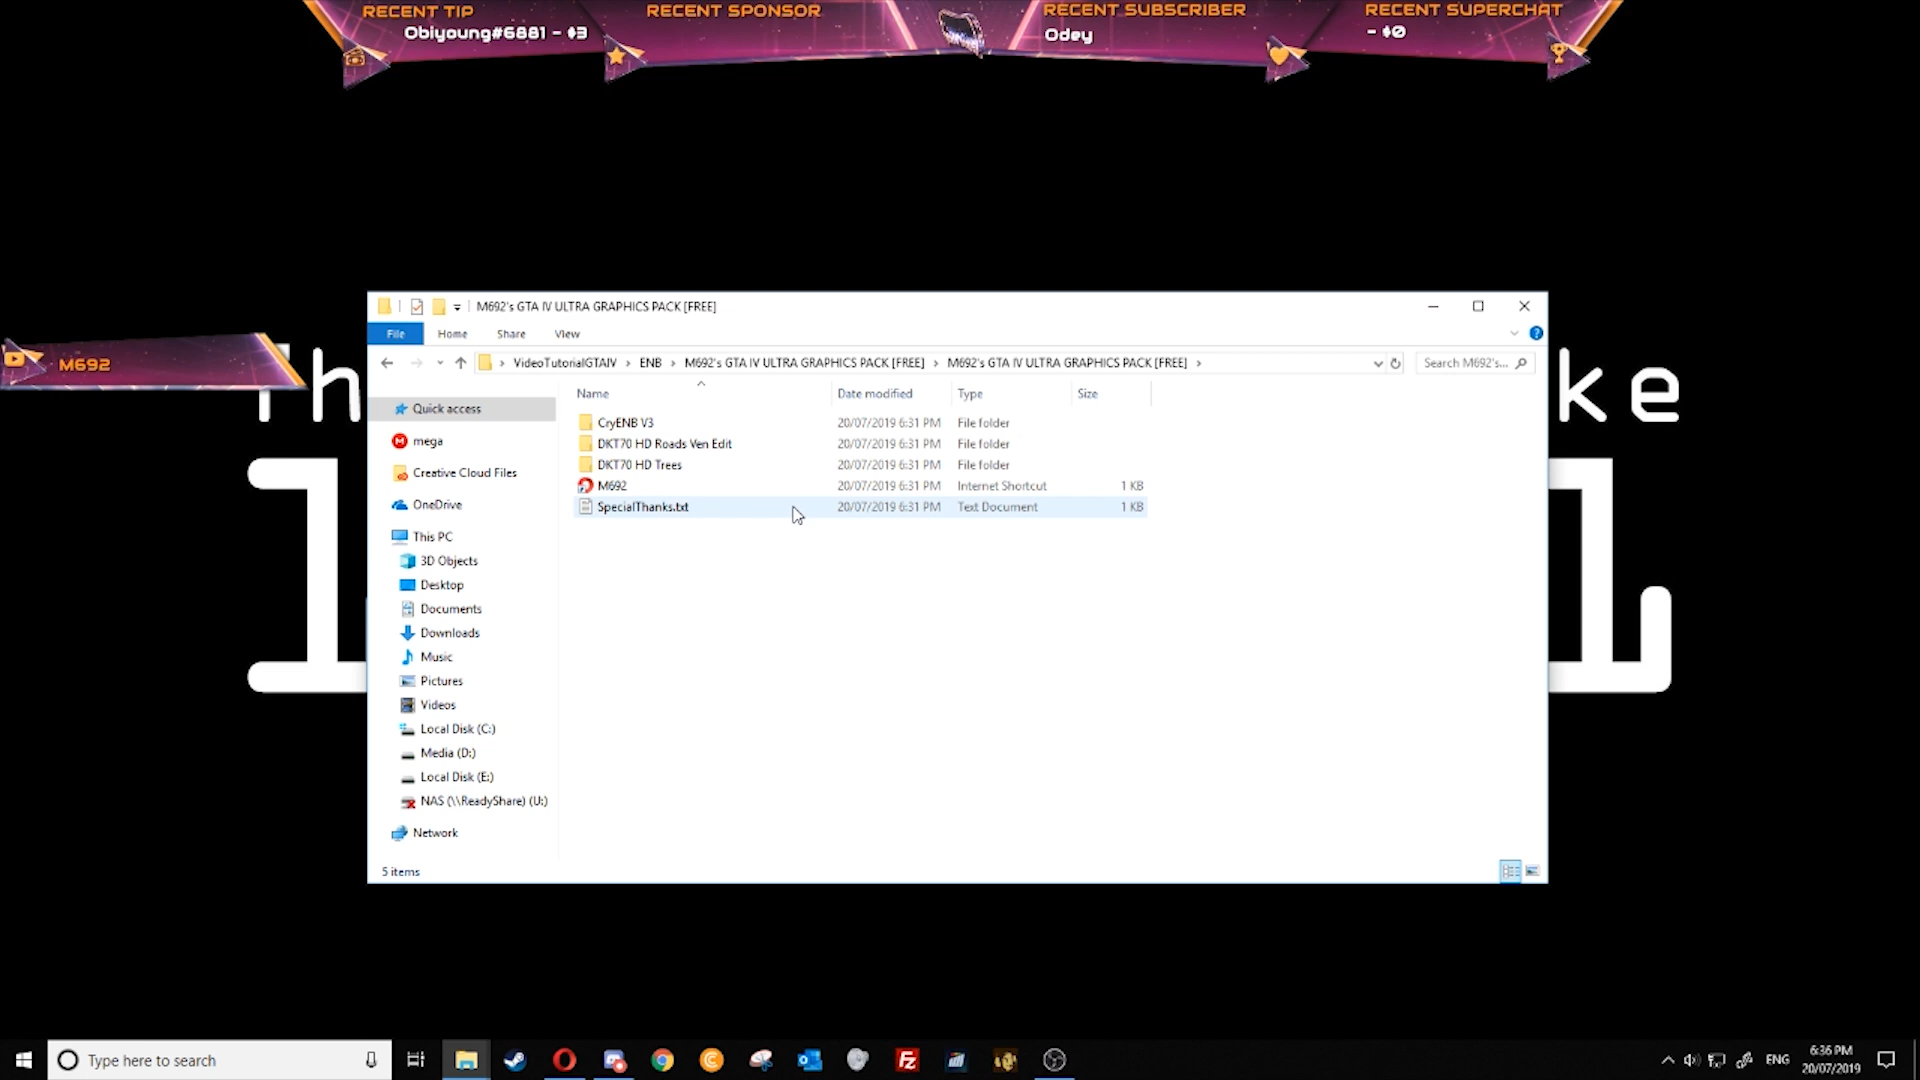 RECENT TIP
Obiyoung#6881 - $3
RECENT SPONSOR
RECENT SUBSCRIBER
Odey
RECENT SUPERCHAT
- $0
M692
Th
ke
M692's GTA IV ULTRA GRAPHICS PACK [FREE]
File Home Share View
VideoTutorialGTAIV › ENB › M692's GTA IV ULTRA GRAPHICS PACK [FREE] › M692's GTA IV ULTRA GRAPHICS PACK [FREE] ›
Search M692's...
Name Date modified Type Size
CryENB V3 20/07/2019 6:31 PM File folder
DKT70 HD Roads Ven Edit 20/07/2019 6:31 PM File folder
DKT70 HD Trees 20/07/2019 6:31 PM File folder
M692 20/07/2019 6:31 PM Internet Shortcut 1 KB
SpecialThanks.txt 20/07/2019 6:31 PM Text Document 1 KB
Quick access
mega
Creative Cloud Files
OneDrive
This PC
3D Objects
Desktop
Documents
Downloads
Music
Pictures
Videos
Local Disk (C:)
Media (D:)
Local Disk (E:)
NAS (\\ReadyShare) (U:)
Network
5 items
Type here to search
ENG
6:36 PM
20/07/2019